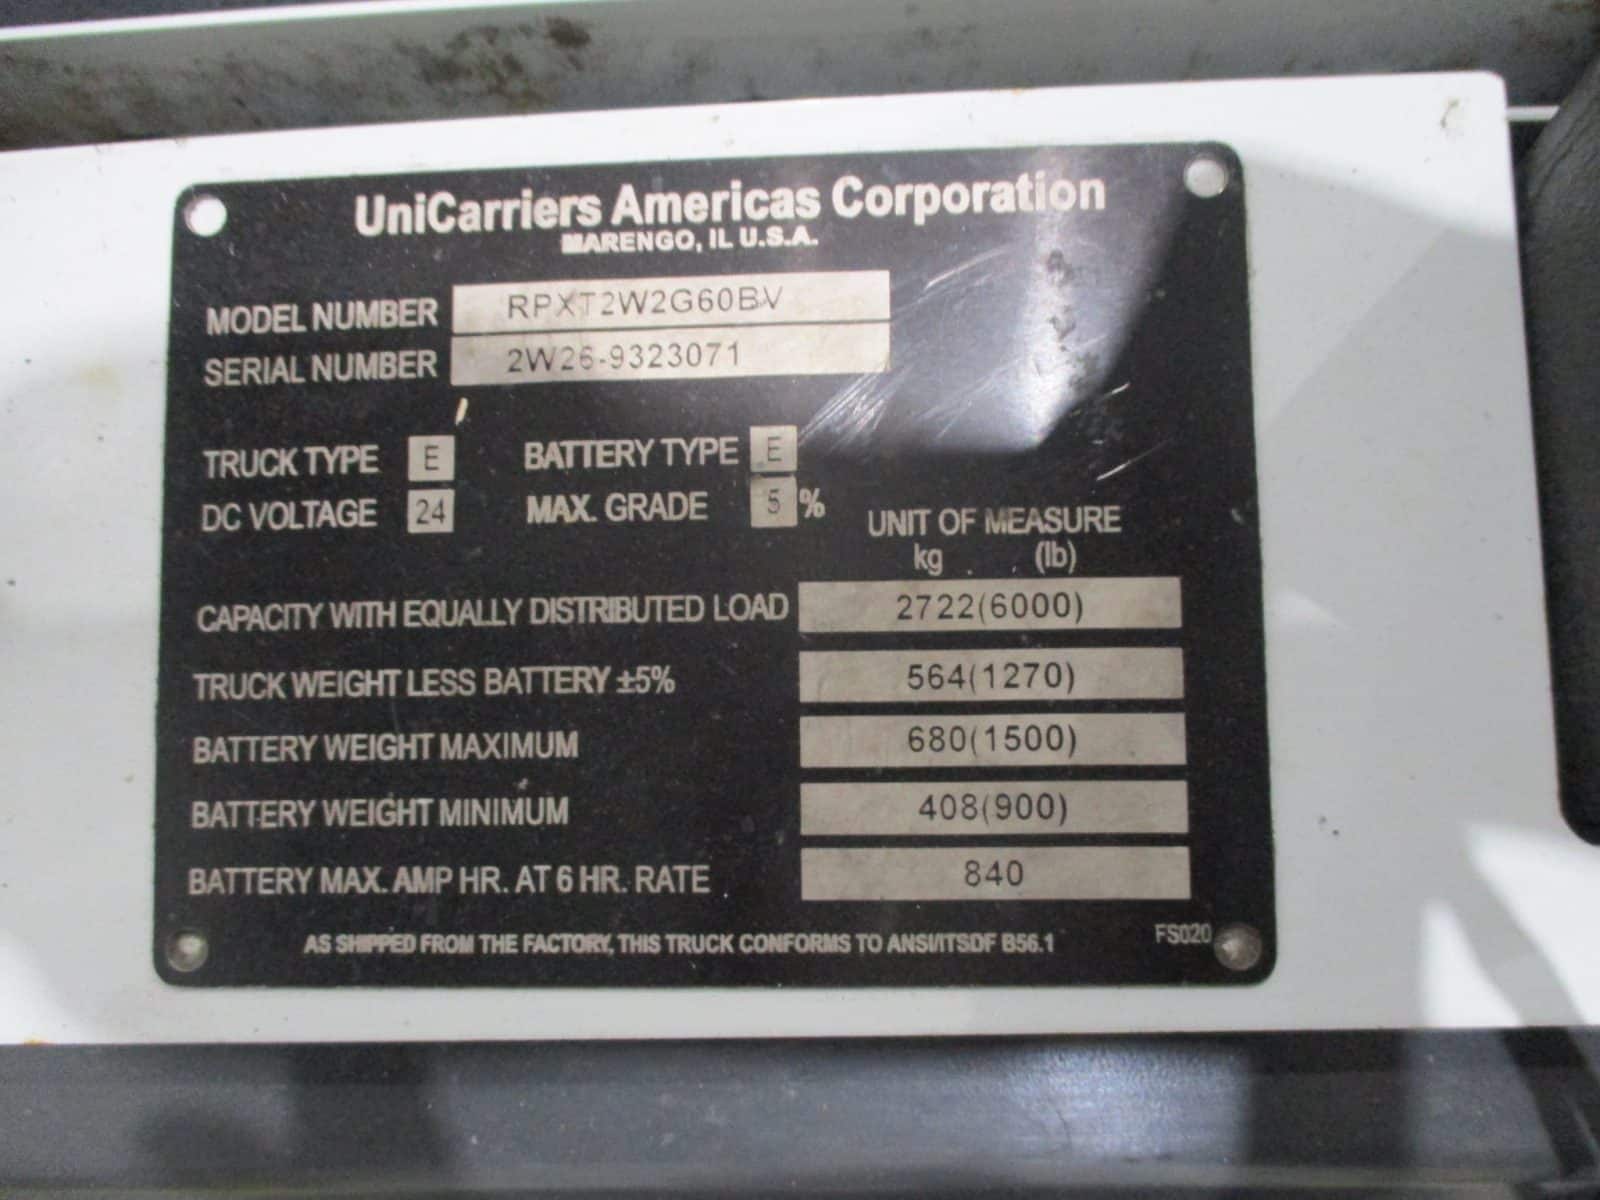 UniCarriers Americas Corporation
MARENGO, IL U.S.A.
MODEL NUMBER RPXT2W2G60BV
SERIAL NUMBER 2W26-9323071
TRUCK TYPE E BATTERY TYPE E
DC VOLTAGE 24 MAX. GRADE 5 %
UNIT OF MEASURE
kg (lb)
CAPACITY WITH EQUALLY DISTRIBUTED LOAD 2722(6000)
TRUCK WEIGHT LESS BATTERY ±5% 564(1270)
BATTERY WEIGHT MAXIMUM 680(1500)
BATTERY WEIGHT MINIMUM 408(900)
BATTERY MAX. AMP HR. AT 6 HR. RATE 840
AS SHIPPED FROM THE FACTORY, THIS TRUCK CONFORMS TO ANSI/ITSDF B56.1 FS020